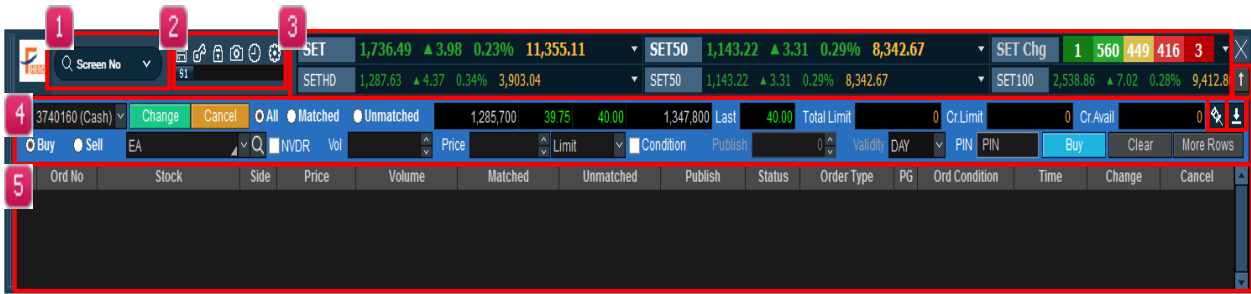 1
2
3
HERO
Screen No
S1
SET 1,736.49 ▲3.98 0.23% 11,355.11
SET50 1,143.22 ▲3.31 0.29% 8,342.67
SET Chg 1 560 449 416 3
SETHD 1,287.63 ▲4.37 0.34% 3,903.04
SET50 1,143.22 ▲3.31 0.29% 8,342.67
SET100 2,538.86 ▲7.02 0.28% 9,412.8
4
3740160 (Cash) Change Cancel All Matched Unmatched 1,285,700 39.75 40.00 1,347,800 Last 40.00 Total Limit 0 Cr.Limit 0 Cr.Avail 0
Buy Sell EA NVDR Vol Price Limit Condition Publish 0 Validity DAY PIN PIN Buy Clear More Rows
5
Ord No Stock Side Price Volume Matched Unmatched Publish Status Order Type PG Ord Condition Time Change Cancel